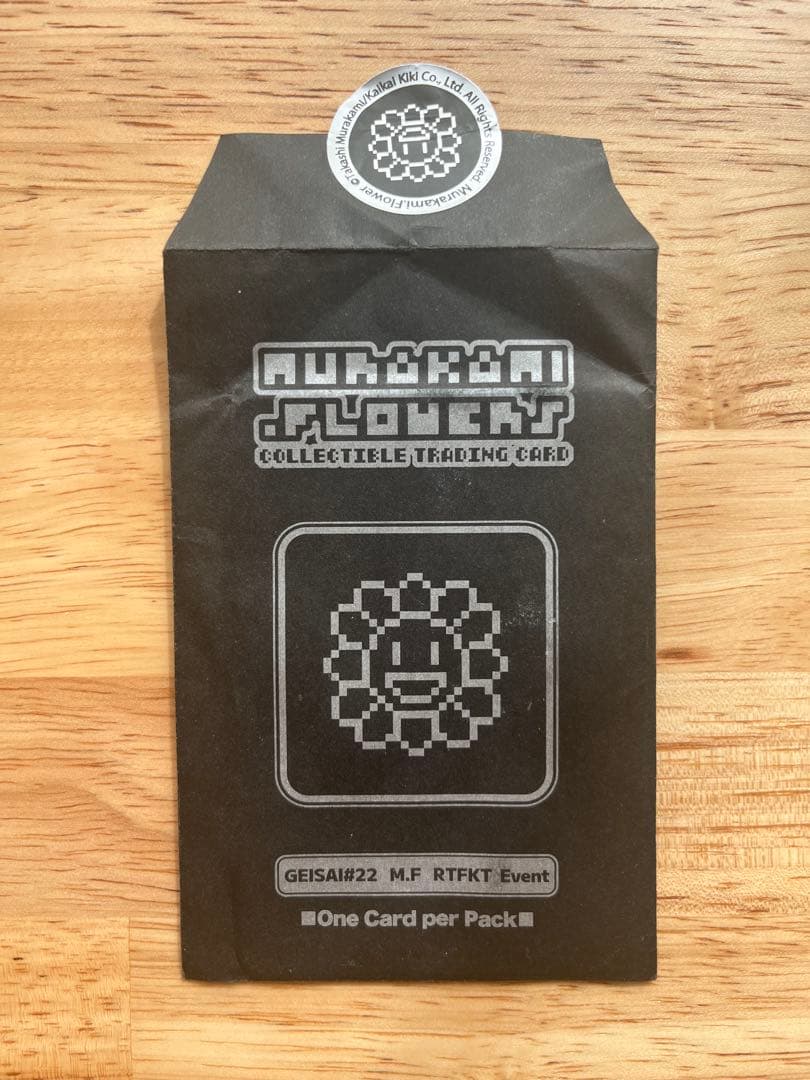 ©Takashi Murakami/Kaikai Kiki Co., Ltd. All Rights Reserved. Murakami.Flower
MURAKAMI
.FLOWERS
COLLECTIBLE TRADING CARD
GEISAI#22 M.F RTFKT Event
■One Card per Pack■